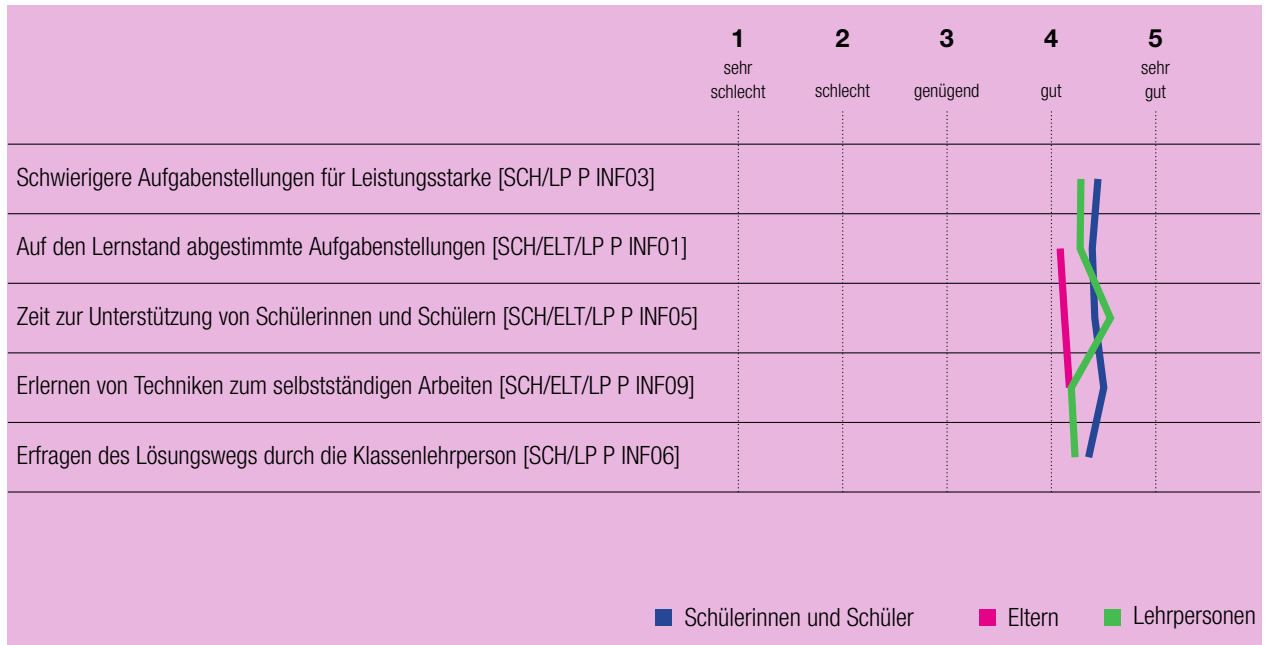 1 2 3 4 5
sehr schlecht schlecht genügend gut sehr gut
Schwierigere Aufgabenstellungen für Leistungsstarke [SCH/LP P INF03]
Auf den Lernstand abgestimmte Aufgabenstellungen [SCH/ELT/LP P INF01]
Zeit zur Unterstützung von Schülerinnen und Schülern [SCH/ELT/LP P INF05]
Erlernen von Techniken zum selbstständigen Arbeiten [SCH/ELT/LP P INF09]
Erfragen des Lösungswegs durch die Klassenlehrperson [SCH/LP P INF06]
Schülerinnen und Schüler Eltern Lehrpersonen